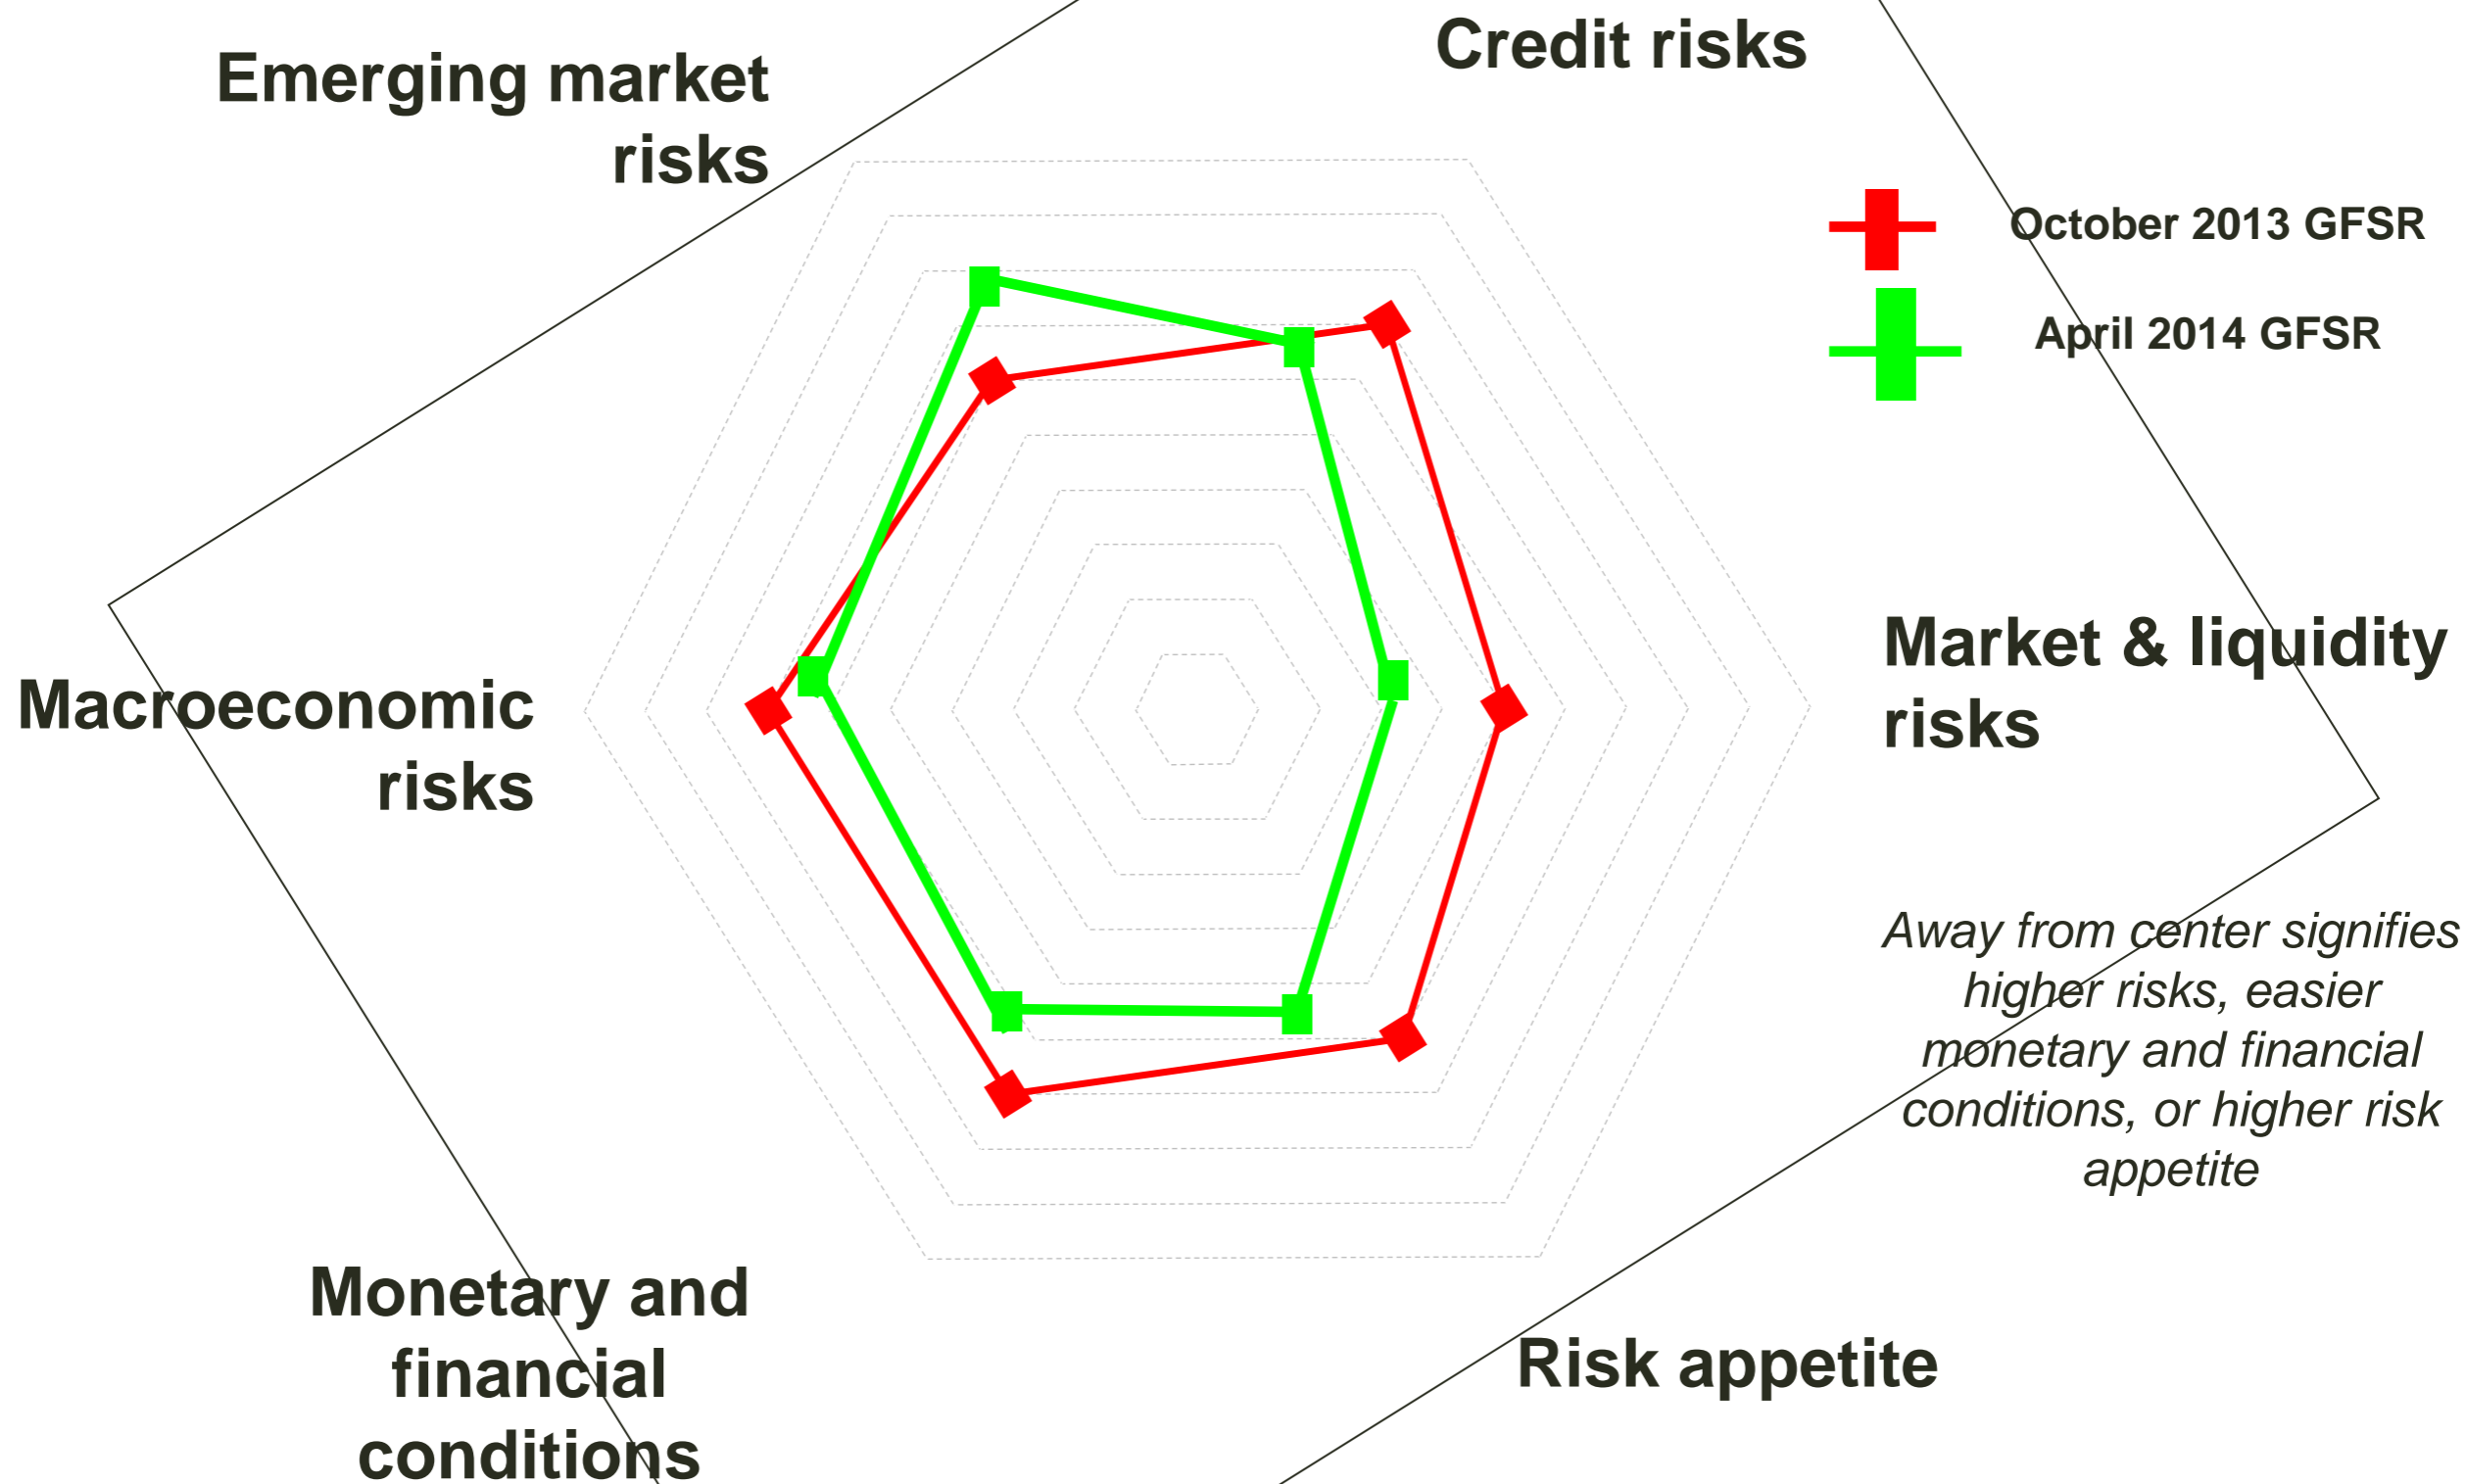 Credit risks
Emerging market
risks
October 2013 GFSR
April 2014 GFSR
Market & liquidity
risks
Macroeconomic
risks
Away from center signifies
higher risks, easier
monetary and financial
conditions, or higher risk
appetite
Monetary and
financial
conditions
Risk appetite